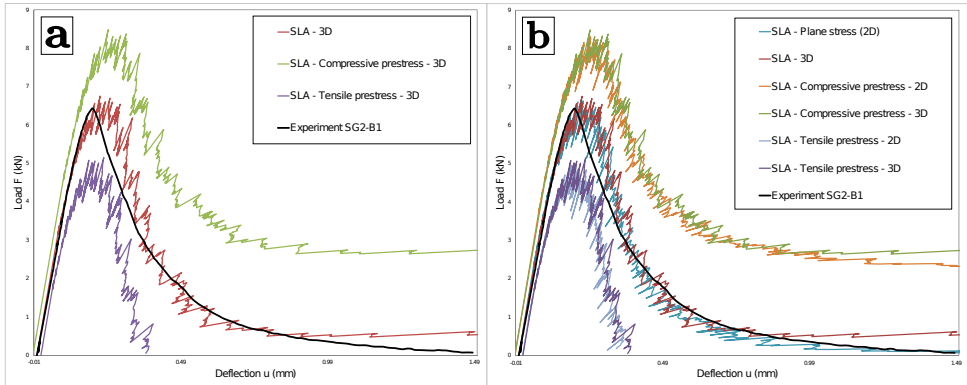 a
SLA - 3D
SLA - Compressive prestress - 3D
SLA - Tensile prestress - 3D
Experiment SG2-B1
Load F (kN)
9
8
7
6
5
4
3
2
1
0
-0.01 0.49 0.99 1.49
Deflection u (mm)
b
SLA - Plane stress (2D)
SLA - 3D
SLA - Compressive prestress - 2D
SLA - Compressive prestress - 3D
SLA - Tensile prestress - 2D
SLA - Tensile prestress - 3D
Experiment SG2-B1
Load F (kN)
9
8
7
6
5
4
3
2
1
0
-0.01 0.49 0.99 1.49
Deflection u (mm)